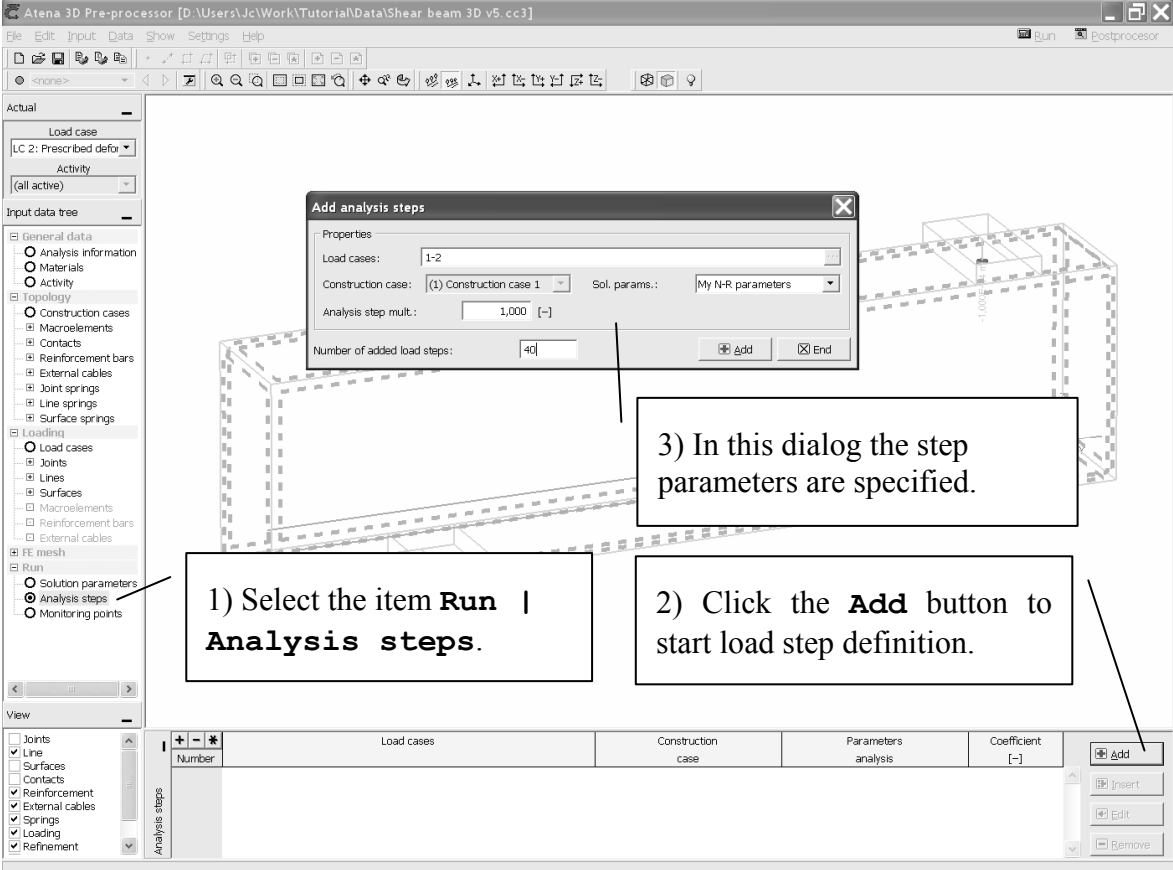 Atena 3D Pre-processor [D:\Users\Jc\Work\Tutorial\Data\Shear beam 3D v5.cc3]
File Edit Input Data Show Settings Help Run Postprocesor
<none>
Actual
Load case
LC 2: Prescribed defor
Activity
(all active)
Input data tree
General data
Analysis information
Materials
Activity
Topology
Construction cases
Macroelements
Contacts
Reinforcement bars
External cables
Joint springs
Line springs
Surface springs
Loading
Load cases
Joints
Lines
Surfaces
Macroelements
Reinforcement bars
External cables
FE mesh
Run
Solution parameters
Analysis steps
Monitoring points
Add analysis steps
Properties
Load cases: 1-2
Construction case: (1) Construction case 1 Sol. params.: My N-R parameters
Analysis step mult.: 1,000 [-]
Number of added load steps: 40 Add End
3) In this dialog the step
parameters are specified.
1) Select the item Run |
Analysis steps.
2) Click the Add button to
start load step definition.
View
Joints
Line
Surfaces
Contacts
Reinforcement
External cables
Springs
Loading
Refinement
Analysis steps
+ - *
Number
Load cases
Construction
case
Parameters
analysis
Coefficient
[-]
Add
Insert
Edit
Remove